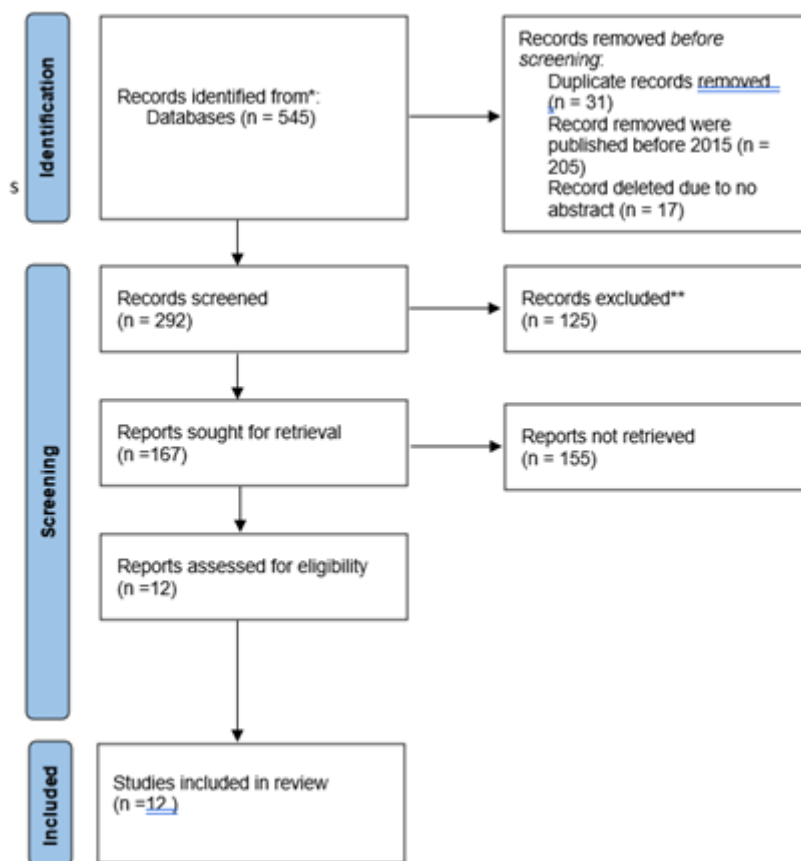 Identification
s
Records identified from*:
Databases (n = 545)
Records removed before
screening:
Duplicate records removed
(n = 31)
Record removed were
published before 2015 (n =
205)
Record deleted due to no
abstract (n = 17)
Screening
Records screened
(n = 292)
Records excluded**
(n = 125)
Reports sought for retrieval
(n =167)
Reports not retrieved
(n = 155)
Reports assessed for eligibility
(n =12)
Included
Studies included in review
(n =12 )